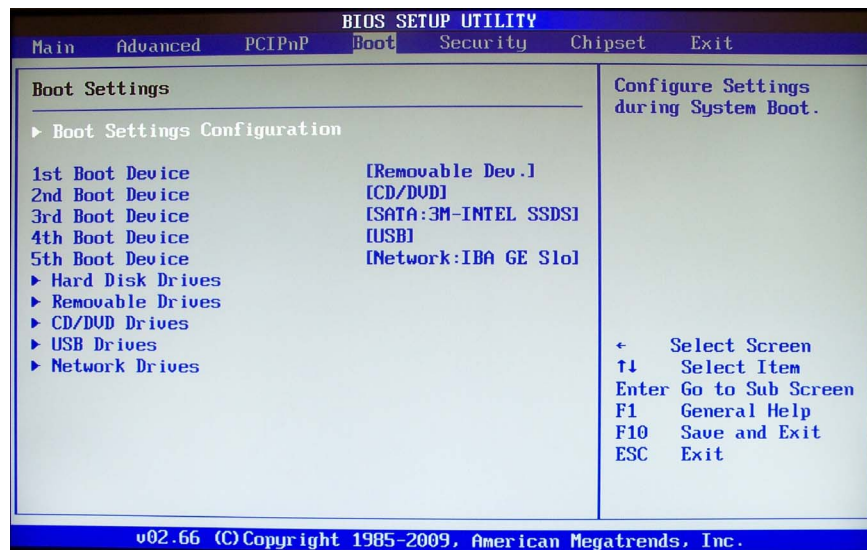 BIOS SETUP UTILITY
Main Advanced PCIPnP Boot Security Chipset Exit
Boot Settings
▶ Boot Settings Configuration
1st Boot Device [Removable Dev.]
2nd Boot Device [CD/DVD]
3rd Boot Device [SATA:3M-INTEL SSDS]
4th Boot Device [USB]
5th Boot Device [Network:IBA GE Slo]
▶ Hard Disk Drives
▶ Removable Drives
▶ CD/DVD Drives
▶ USB Drives
▶ Network Drives
Configure Settings
during System Boot.
← Select Screen
↑↓ Select Item
Enter Go to Sub Screen
F1 General Help
F10 Save and Exit
ESC Exit
v02.66 (C)Copyright 1985-2009, American Megatrends, Inc.